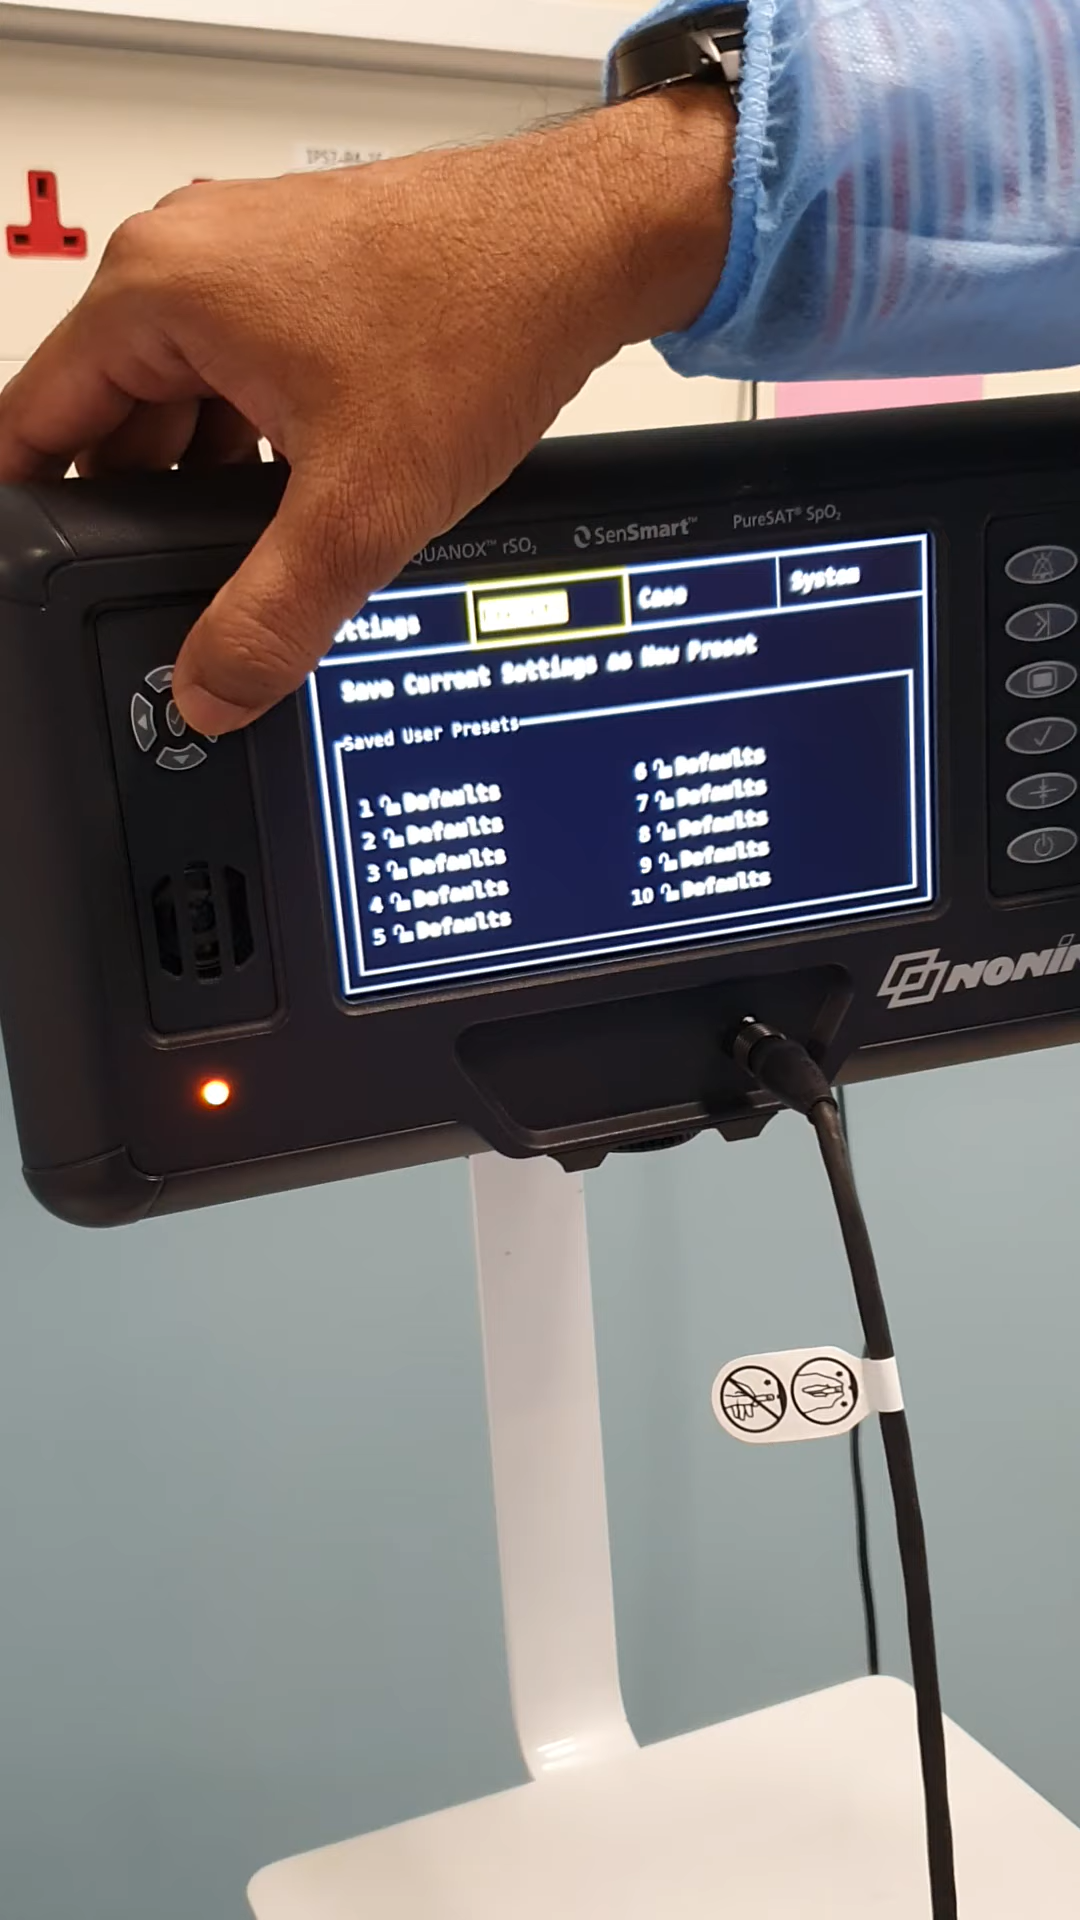 QUANOX™ rSO₂
SenSmart™
PureSAT® SpO₂
ettings
Case
System
Save Current Settings as New Preset
Saved User Presets
1 Defaults
2 Defaults
3 Defaults
4 Defaults
5 Defaults
6 Defaults
7 Defaults
8 Defaults
9 Defaults
10 Defaults
NONIN